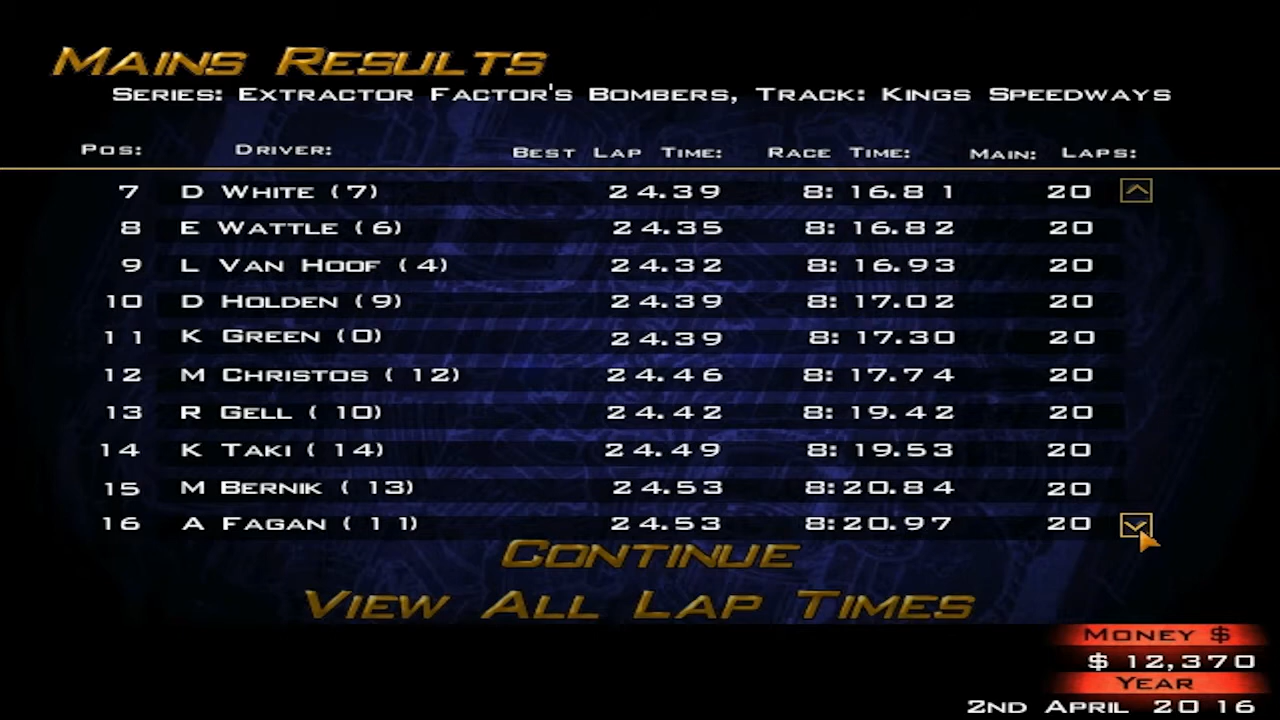 Mains Results
Series: Extractor Factor's Bombers, Track: Kings Speedways
Pos: Driver: Best Lap Time: Race Time: Main: Laps:
7 D White (7) 24.39 8:16.81 20
8 E Wattle (6) 24.35 8:16.82 20
9 L Van Hoof (4) 24.32 8:16.93 20
10 D Holden (9) 24.39 8:17.02 20
11 K Green (0) 24.39 8:17.30 20
12 M Christos (12) 24.46 8:17.74 20
13 R Gell (10) 24.42 8:19.42 20
14 K Taki (14) 24.49 8:19.53 20
15 M Bernik (13) 24.53 8:20.84 20
16 A Fagan (11) 24.53 8:20.97 20
Continue
View All Lap Times
Money $
$ 12,370
Year
2nd April 2016